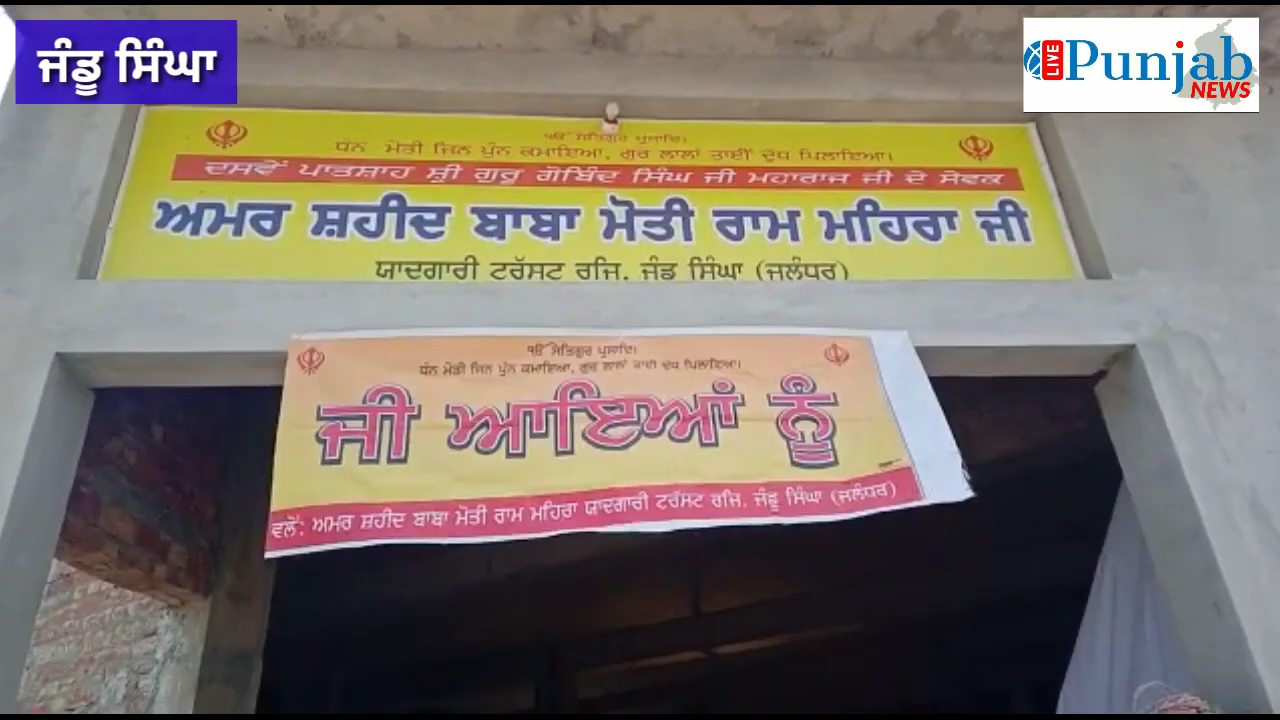 ਜੰਡੂ ਸਿੰਘਾ
LIVE Punjab NEWS
ੴ ਸਤਿਗੁਰ ਪ੍ਰਸਾਦਿ।
ਧੰਨ ਮੋਤੀ ਜਿਨ ਪੁੰਨ ਕਮਾਇਆ, ਗੁਰ ਲਾਲਾਂ ਤਾਈਂ ਦੁੱਧ ਪਿਲਾਇਆ।
ਦਸਵੇਂ ਪਾਤਸ਼ਾਹ ਸ਼੍ਰੀ ਗੁਰੂ ਗੋਬਿੰਦ ਸਿੰਘ ਜੀ ਮਹਾਰਾਜ ਜੀ ਦੇ ਸੇਵਕ
ਅਮਰ ਸ਼ਹੀਦ ਬਾਬਾ ਮੋਤੀ ਰਾਮ ਮਹਿਰਾ ਜੀ
ਯਾਦਗਾਰੀ ਟਰੱਸਟ ਰਜਿ. ਜੰਡੂ ਸਿੰਘਾ (ਜਲੰਧਰ)
ੴ ਸਤਿਗੁਰ ਪ੍ਰਸਾਦਿ।
ਧੰਨ ਮੋਤੀ ਜਿਨ ਪੁੰਨ ਕਮਾਇਆ, ਗੁਰ ਲਾਲਾਂ ਤਾਈਂ ਦੁੱਧ ਪਿਲਾਇਆ।
ਜੀ ਆਇਆਂ ਨੂੰ
ਵਲੋਂ: ਅਮਰ ਸ਼ਹੀਦ ਬਾਬਾ ਮੋਤੀ ਰਾਮ ਮਹਿਰਾ ਯਾਦਗਾਰੀ ਟਰੱਸਟ ਰਜਿ. ਜੰਡੂ ਸਿੰਘਾ (ਜਲੰਧਰ)